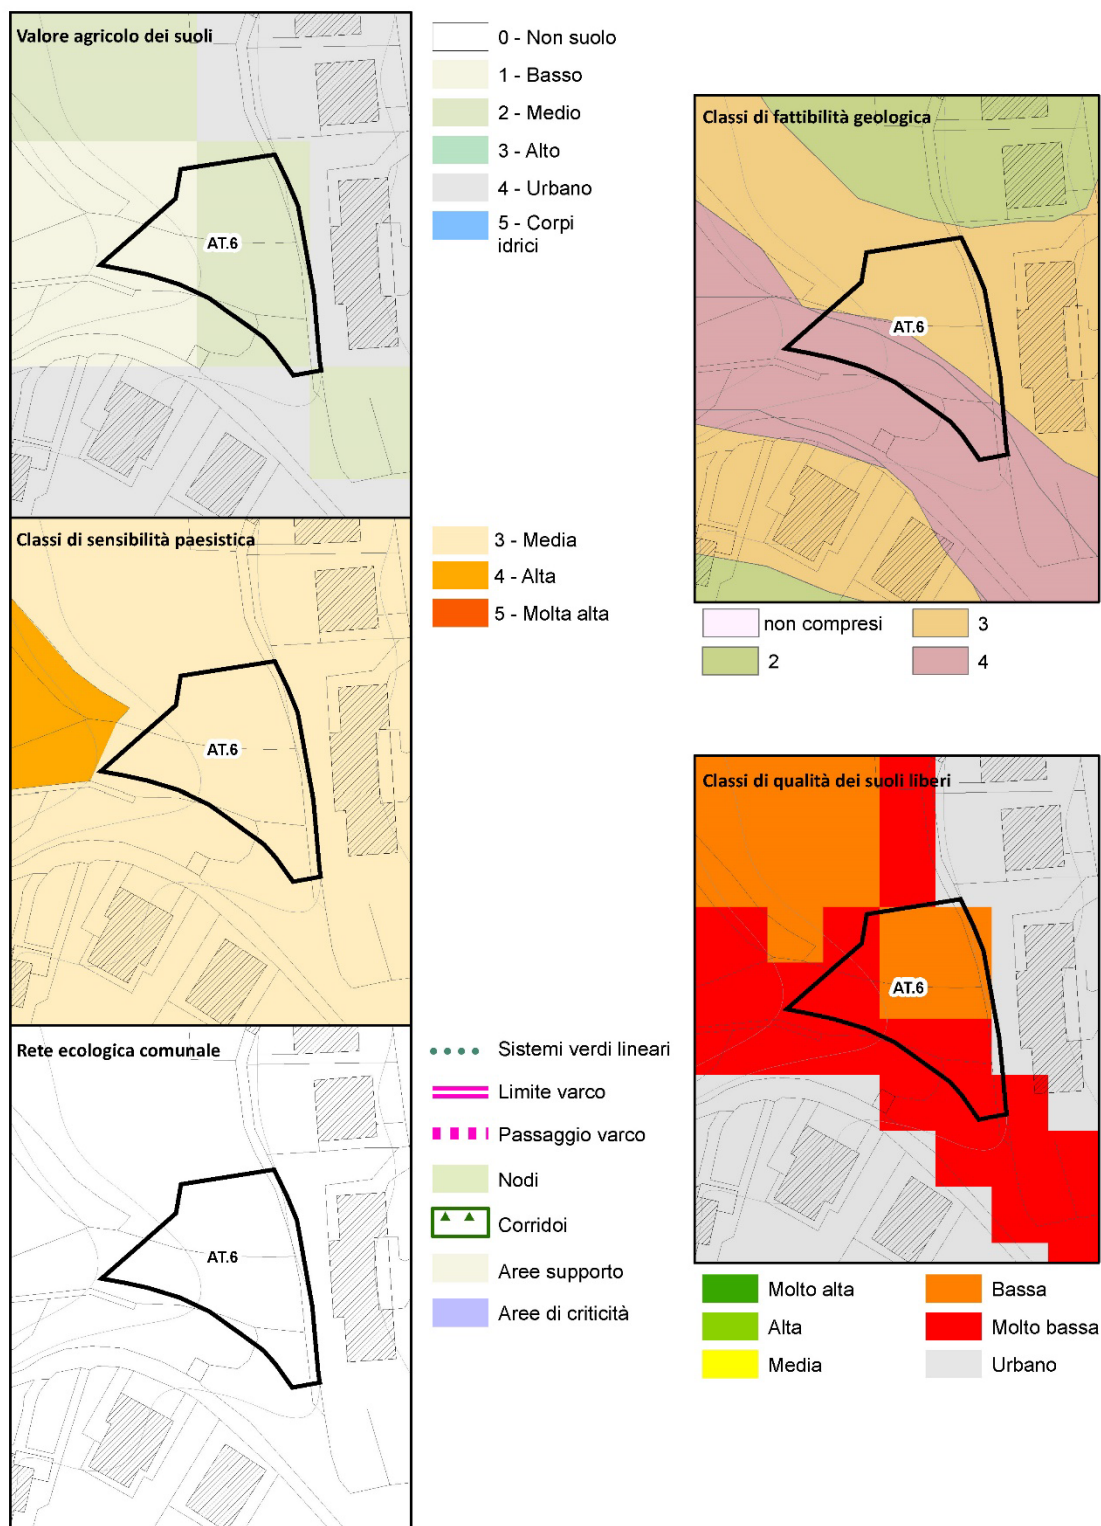 Valore agricolo dei suoli
AT.6
0 - Non suolo
1 - Basso
2 - Medio
3 - Alto
4 - Urbano
5 - Corpi
idrici
Classi di fattibilità geologica
AT.6
non compresi
3
2
4
Classi di sensibilità paesistica
AT.6
3 - Media
4 - Alta
5 - Molta alta
Classi di qualità dei suoli liberi
AT.6
Molto alta
Bassa
Alta
Molto bassa
Media
Urbano
Rete ecologica comunale
AT.6
Sistemi verdi lineari
Limite varco
Passaggio varco
Nodi
Corridoi
Aree supporto
Aree di criticità